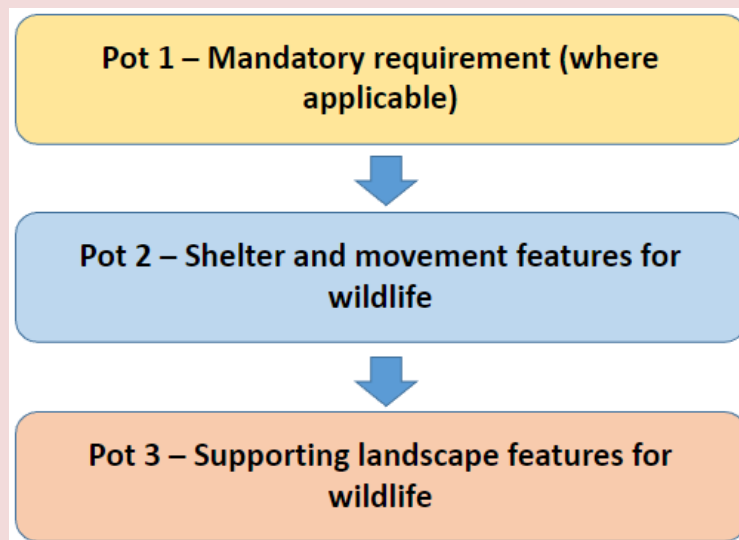 Pot 1 – Mandatory requirement (where
applicable)
Pot 2 – Shelter and movement features for
wildlife
Pot 3 – Supporting landscape features for
wildlife